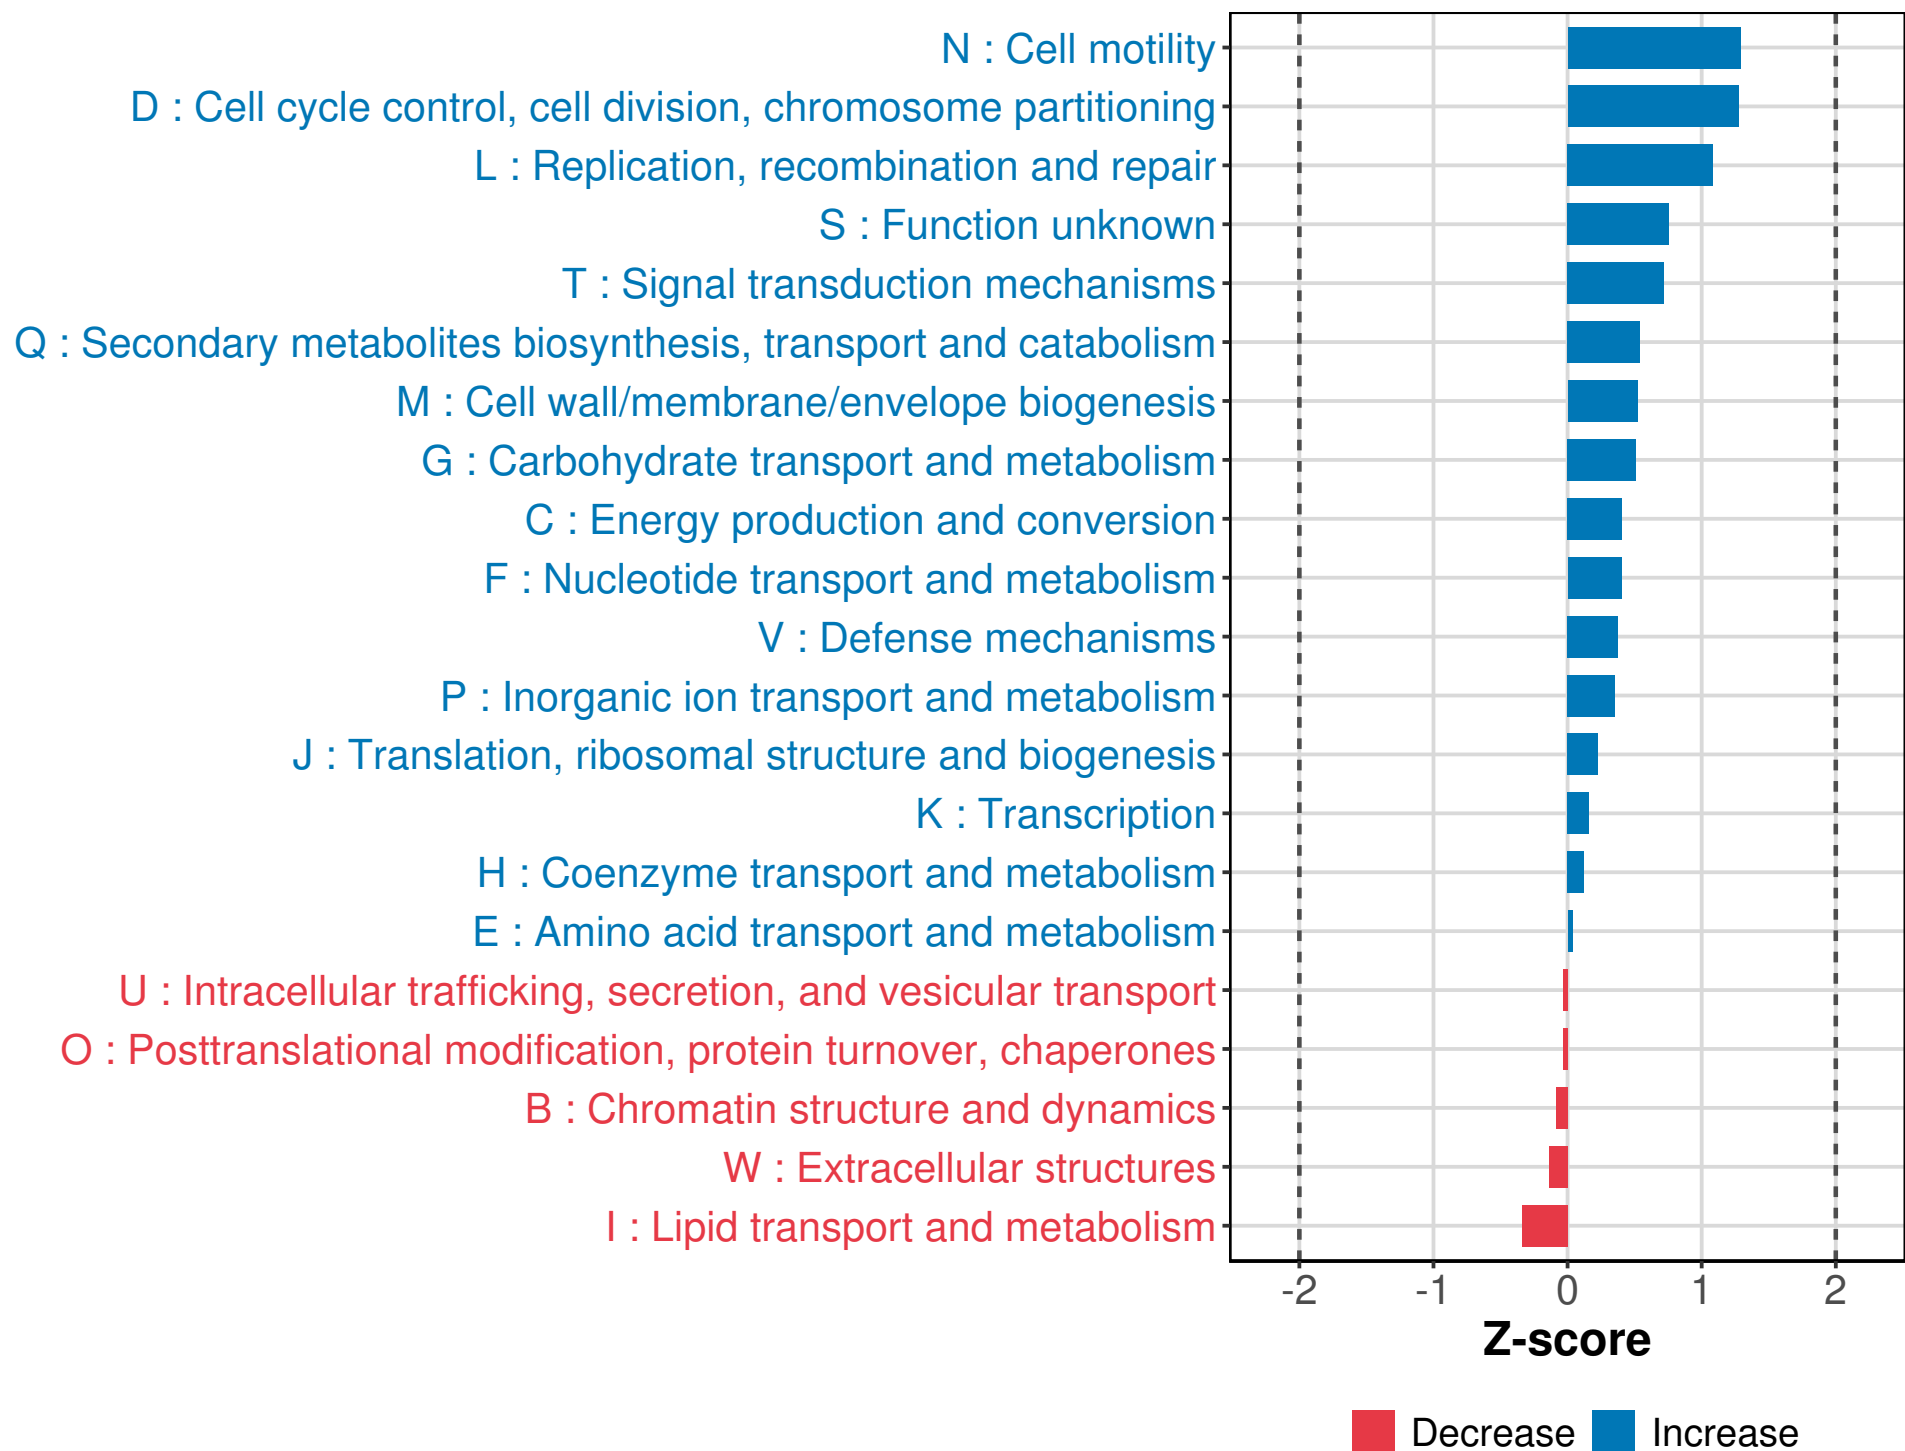 N : Cell motility
D : Cell cycle control, cell division, chromosome partitioning
L : Replication, recombination and repair
S : Function unknown
T : Signal transduction mechanisms
Q : Secondary metabolites biosynthesis, transport and catabolism
M : Cell wall/membrane/envelope biogenesis
G : Carbohydrate transport and metabolism
C : Energy production and conversion
F : Nucleotide transport and metabolism
V : Defense mechanisms
P : Inorganic ion transport and metabolism
J : Translation, ribosomal structure and biogenesis
K : Transcription
H : Coenzyme transport and metabolism
E : Amino acid transport and metabolism
U : Intracellular trafficking, secretion, and vesicular transport
O : Posttranslational modification, protein turnover, chaperones
B : Chromatin structure and dynamics
W : Extracellular structures
I : Lipid transport and metabolism
-2 -1 0 1 2
Z-score
Decrease Increase